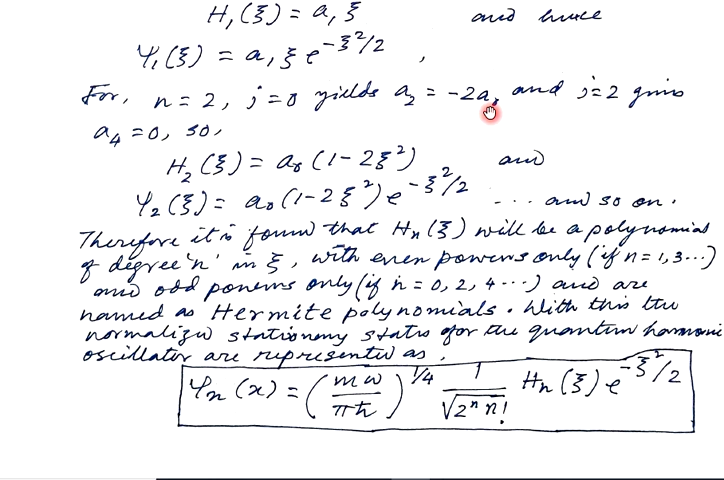 H₁(ξ) = a₁ξ and hence
Ψ₁(ξ) = a₁ξe^{-ξ²/2},
For, n = 2, j = 0 yields a₂ = -2a₀ and j = 2 gives
a₄ = 0, so,
H₂(ξ) = a₀(1-2ξ²) and
Ψ₂(ξ) = a₀(1-2ξ²)e^{-ξ²/2} ... and so on.
Therefore it is found that Hₙ(ξ) will be a polynomial
of degree 'n' in ξ, with even powers only (if n = 1,3...)
and odd powers only (if n = 0, 2, 4 ...) and are
named as Hermite polynomials. With this the
normalized stationary states for the quantum harmonic
oscillator are represented as,
Ψₙ(x) = (mω/πħ)^{1/4} 1/√(2ⁿn!) Hₙ(ξ)e^{-ξ²/2}